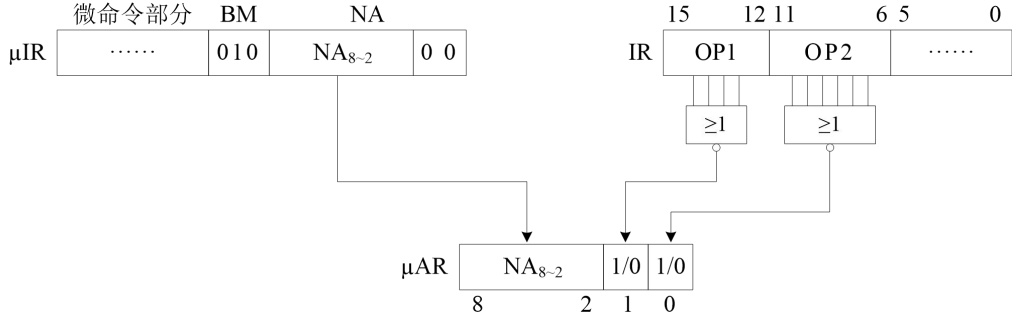 微命令部分 BM NA 15 12 11 6 5 0
μIR ······ 010 NA8~2 0 0 IR OP1 OP2 ······
≥1 ≥1
μAR NA8~2 1/0 1/0
8 2 1 0